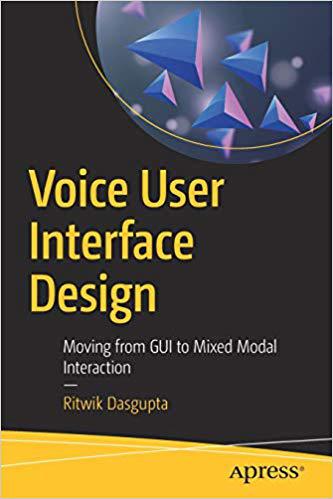 Voice User
Interface
Design
Moving from GUI to Mixed Modal
Interaction
—
Ritwik Dasgupta
Apress®